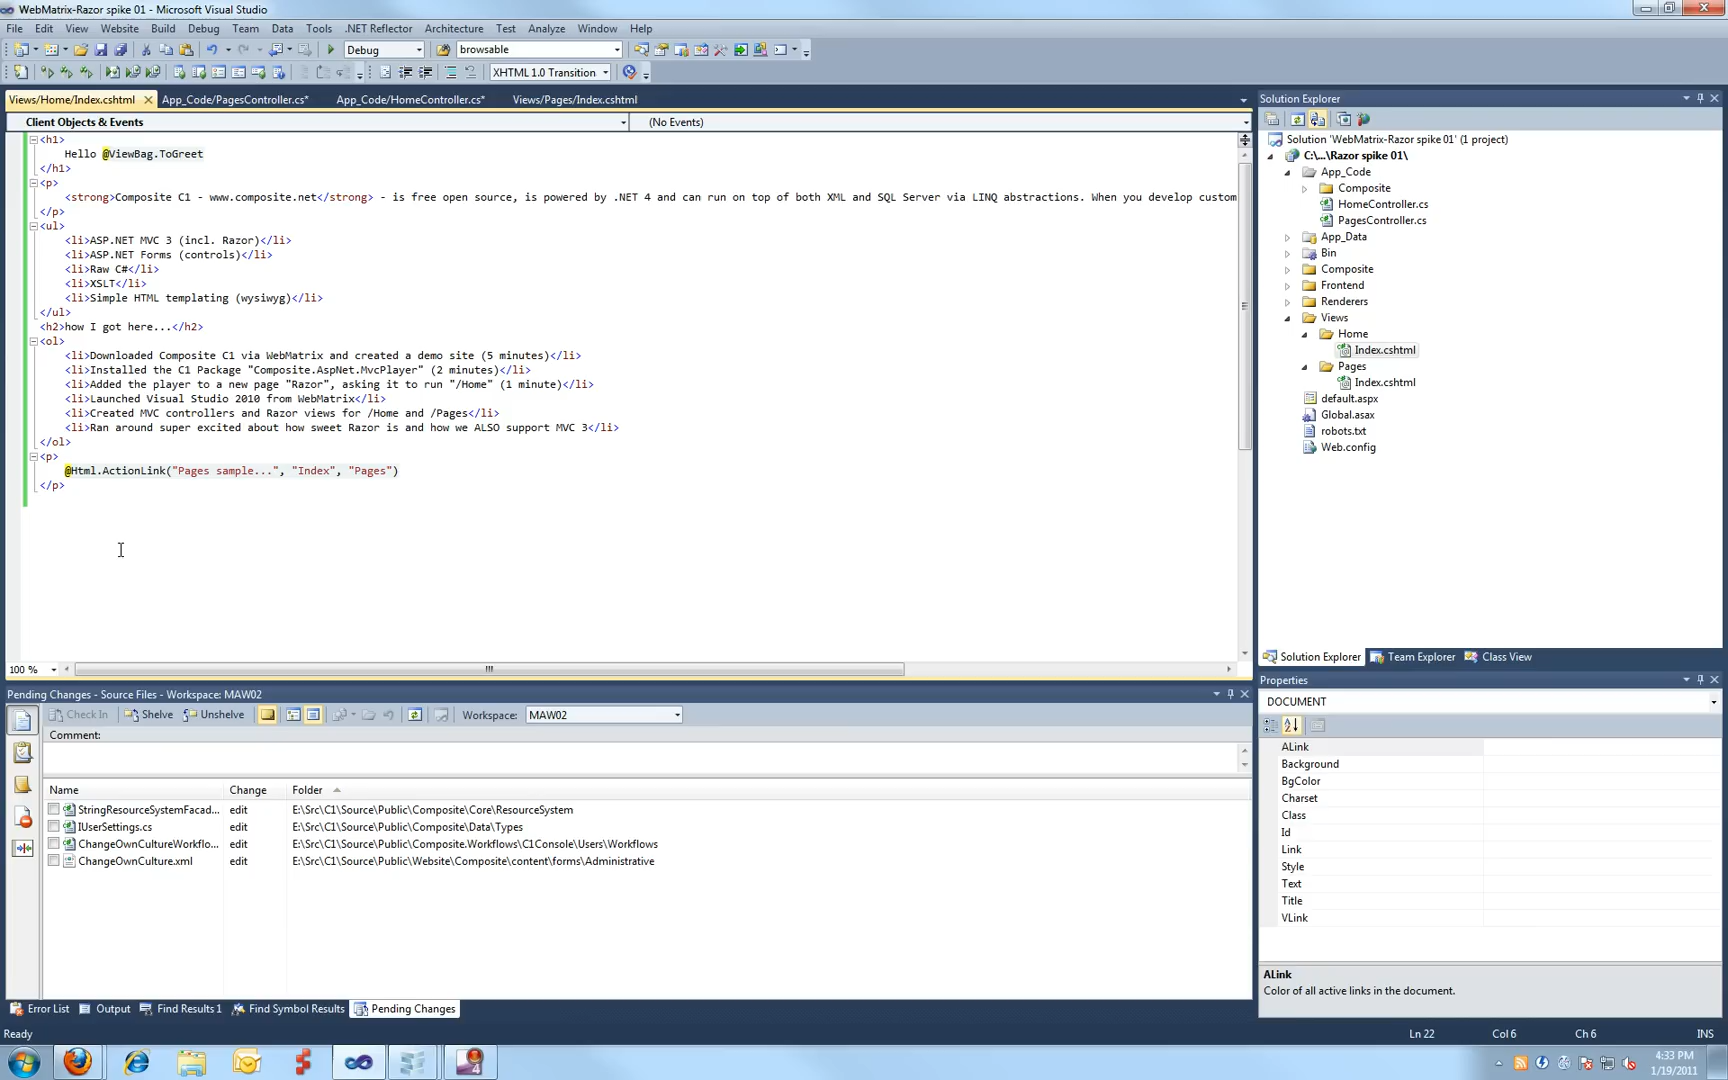 WebMatrix-Razor spike 01 - Microsoft Visual Studio
File Edit View Website Build Debug Team Data Tools .NET Reflector Architecture Test Analyze Window Help
Debug browsable
XHTML 1.0 Transition
Views/Home/Index.cshtml App_Code/PagesController.cs* App_Code/HomeController.cs* Views/Pages/Index.cshtml
Client Objects & Events (No Events)
<h1>
Hello @ViewBag.ToGreet
</h1>
<p>
<strong>Composite C1 - www.composite.net</strong> - is free open source, is powered by .NET 4 and can run on top of both XML and SQL Server via LINQ abstractions. When you develop custom
</p>
<ul>
<li>ASP.NET MVC 3 (incl. Razor)</li>
<li>ASP.NET Forms (controls)</li>
<li>Raw C#</li>
<li>XSLT</li>
<li>Simple HTML templating (wysiwyg)</li>
</ul>
<h2>how I got here...</h2>
<ol>
<li>Downloaded Composite C1 via WebMatrix and created a demo site (5 minutes)</li>
<li>Installed the C1 Package "Composite.AspNet.MvcPlayer" (2 minutes)</li>
<li>Added the player to a new page "Razor", asking it to run "/Home" (1 minute)</li>
<li>Launched Visual Studio 2010 from WebMatrix</li>
<li>Created MVC controllers and Razor views for /Home and /Pages</li>
<li>Ran around super excited about how sweet Razor is and how we ALSO support MVC 3</li>
</ol>
<p>
@Html.ActionLink("Pages sample...", "Index", "Pages")
</p>
100 %
Solution Explorer
Solution 'WebMatrix-Razor spike 01' (1 project)
C:\...\Razor spike 01\
App_Code
Composite
HomeController.cs
PagesController.cs
App_Data
Bin
Composite
Frontend
Renderers
Views
Home
Index.cshtml
Pages
Index.cshtml
default.aspx
Global.asax
robots.txt
Web.config
Solution Explorer Team Explorer Class View
Pending Changes - Source Files - Workspace: MAW02
Check In Shelve Unshelve Workspace: MAW02
Comment:
Name Change Folder
StringResourceSystemFacad... edit E:\Src\C1\Source\Public\Composite\Core\ResourceSystem
IUserSettings.cs edit E:\Src\C1\Source\Public\Composite\Data\Types
ChangeOwnCultureWorkflo... edit E:\Src\C1\Source\Public\Composite.Workflows\C1Console\Users\Workflows
ChangeOwnCulture.xml edit E:\Src\C1\Source\Public\Website\Composite\content\forms\Administrative
Error List Output Find Results 1 Find Symbol Results Pending Changes
Properties
DOCUMENT
ALink
Background
BgColor
Charset
Class
Id
Link
Style
Text
Title
VLink
ALink
Color of all active links in the document.
Ready Ln 22 Col 6 Ch 6 INS
4:33 PM
1/19/2011